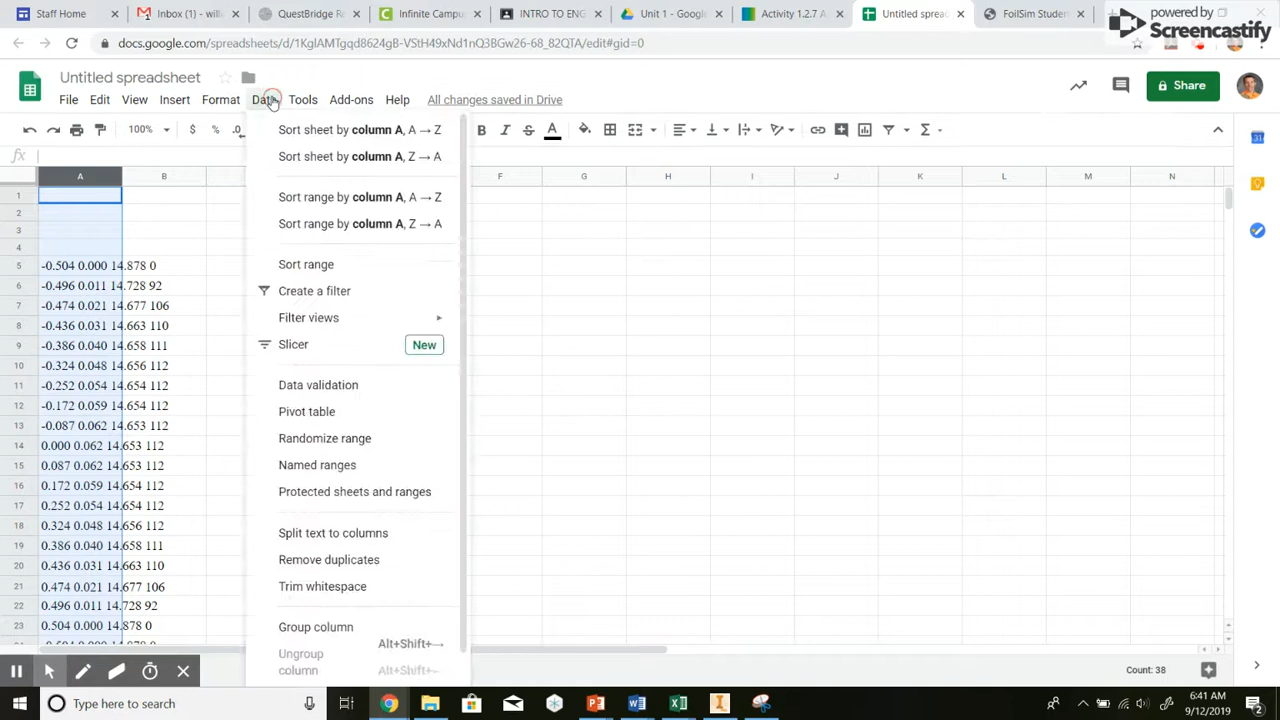 Staff Home
Gmail (1) - will
QuestBridge R
Infinite Campu
INTRO TO ENG
Unit 1 - Google
Activity 1.2.7
Untitled spread
FoilSim Studen
powered by
Screencastify
Untitled spreadsheet
File Edit View Insert Format Data Tools Add-ons Help All changes saved in Drive
Share
100% $ % .0
B I S A
fx
A B F G H I J K L M N
1
2
3
4
5 -0.504 0.000 14.878 0
6 -0.496 0.011 14.728 92
7 -0.474 0.021 14.677 106
8 -0.436 0.031 14.663 110
9 -0.386 0.040 14.658 111
10 -0.324 0.048 14.656 112
11 -0.252 0.054 14.654 112
12 -0.172 0.059 14.654 112
13 -0.087 0.062 14.653 112
14 0.000 0.062 14.653 112
15 0.087 0.062 14.653 112
16 0.172 0.059 14.654 112
17 0.252 0.054 14.654 112
18 0.324 0.048 14.656 112
19 0.386 0.040 14.658 111
20 0.436 0.031 14.663 110
21 0.474 0.021 14.677 106
22 0.496 0.011 14.728 92
23 0.504 0.000 14.878 0
Sort sheet by column A, A → Z
Sort sheet by column A, Z → A
Sort range by column A, A → Z
Sort range by column A, Z → A
Sort range
Create a filter
Filter views
Slicer New
Data validation
Pivot table
Randomize range
Named ranges
Protected sheets and ranges
Split text to columns
Remove duplicates
Trim whitespace
Group column Alt+Shift+→
Ungroup
column Alt+Shift+←
31
Count: 38
Type here to search
6:41 AM
9/12/2019
2